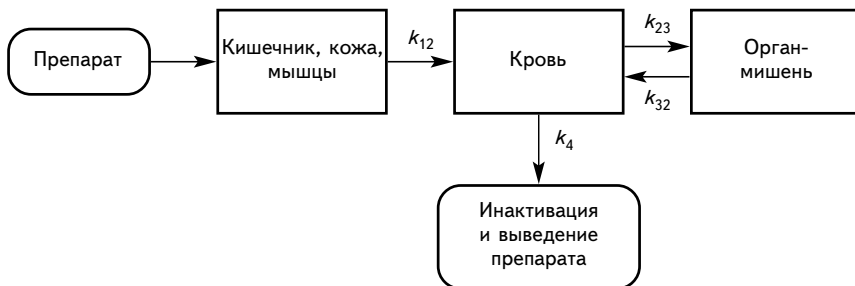 Препарат
Кишечник, кожа,
мышцы
k12
Кровь
k23
k32
Орган-
мишень
k4
Инактивация
и выведение
препарата